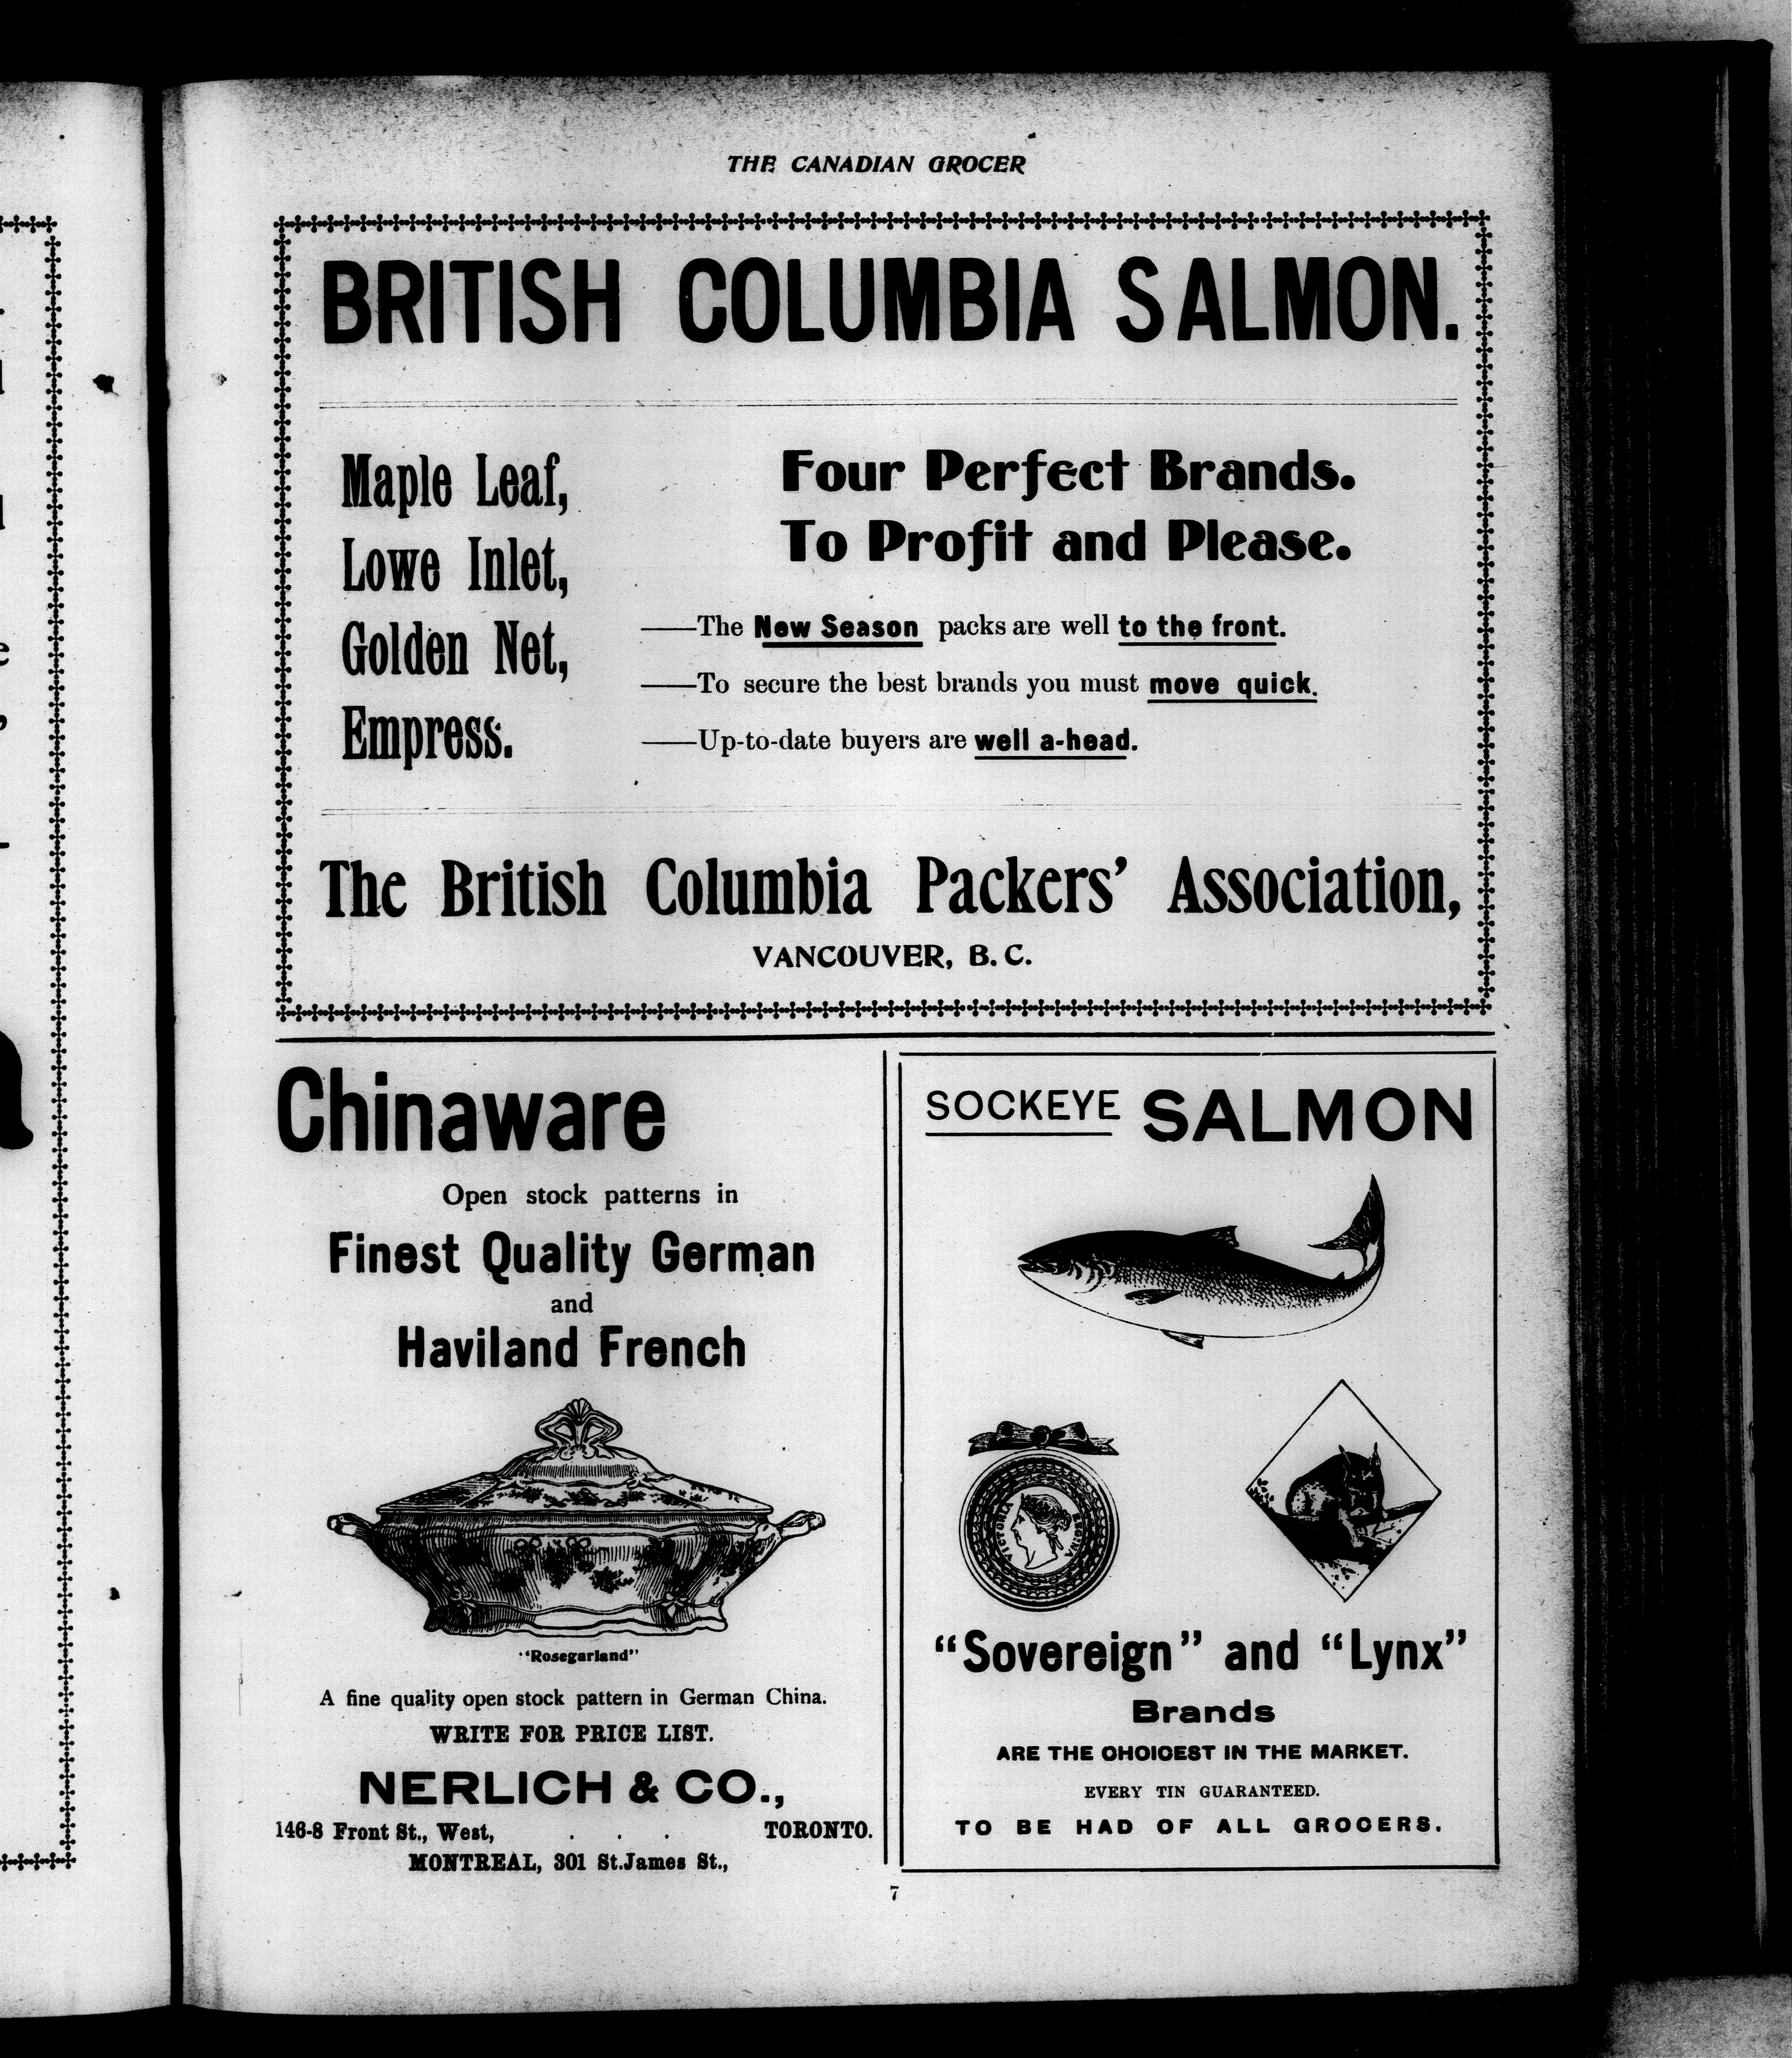 THE CANADIAN GROCER
BRITISH COLUMBIA SALMON.
Maple Leaf,
Lowe Inlet,
Golden Net,
Empress.
Four Perfect Brands.
To Profit and Please.
——The New Season packs are well to the front.
——To secure the best brands you must move quick.
——Up-to-date buyers are well a-head.
The British Columbia Packers' Association,
VANCOUVER, B. C.
Chinaware
Open stock patterns in
Finest Quality German
and
Haviland French
"Rosegarland"
A fine quality open stock pattern in German China.
WRITE FOR PRICE LIST.
NERLICH & CO.,
146-8 Front St., West, . . . TORONTO.
MONTREAL, 301 St.James St.,
SOCKEYE SALMON
VICTORIA REGINA
"Sovereign" and "Lynx"
Brands
ARE THE CHOICEST IN THE MARKET.
EVERY TIN GUARANTEED.
TO BE HAD OF ALL GROCERS.
7